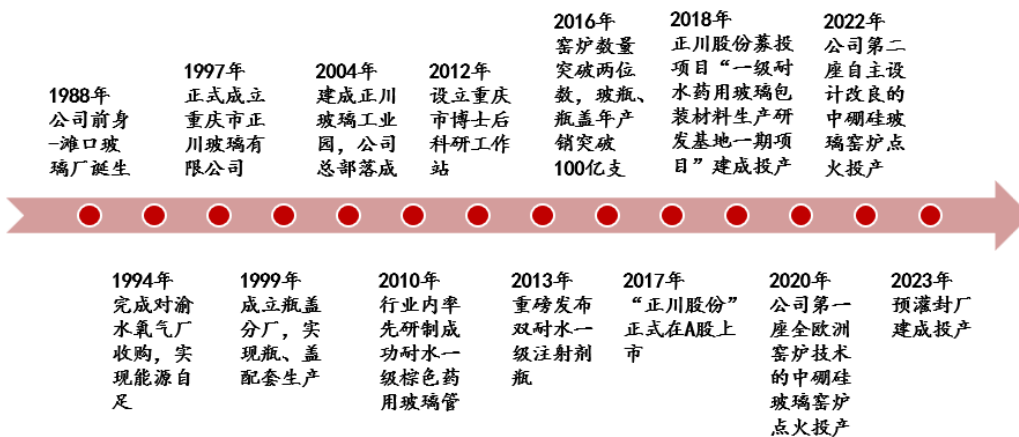 1988年
公司前身
-滩口玻
璃厂诞生
1997年
正式成立
重庆市正
川玻璃有
限公司
2004年
建成正川
玻璃工业
园，公司
总部落成
2012年
设立重庆
市博士后
科研工作
站
2016年
窑炉数量
突破两位
数，玻瓶、
瓶盖年产
销突破
100亿支
2018年
正川股份募投
项目“一级耐
水药用玻璃包
装材料生产研
发基地一期项
目”建成投产
2022年
公司第二
座自主设
计改良的
中硼硅玻
璃窑炉点
火投产
1994年
完成对渝
水氧气厂
收购，实
现能源自
足
1999年
成立瓶盖
分厂，实
现瓶、盖
配套生产
2010年
行业内率
先研制成
功耐水一
级棕色药
用玻璃管
2013年
重磅发布
双耐水一
级注射剂
瓶
2017年
“正川股份”
正式在A股上
市
2020年
公司第一
座全欧洲
窑炉技术
的中硼硅
玻璃窑炉
点火投产
2023年
预灌封厂
建成投产